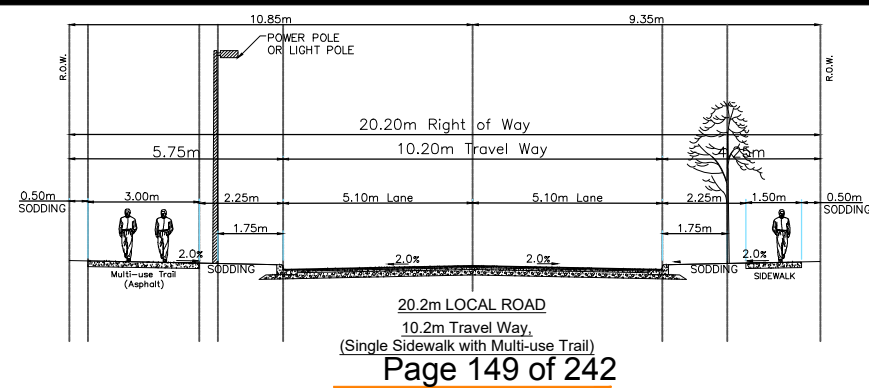 10.85m 9.35m
POWER POLE
OR LIGHT POLE
R.O.W. R.O.W.
20.20m Right of Way
5.75m 10.20m Travel Way
0.50m 3.00m 2.25m 5.10m Lane 5.10m Lane 2.25m 1.50m 0.50m
SODDING SODDING
1.75m 1.75m
2.0% 2.0% 2.0% 2.0%
SODDING SODDING
Multi-use Trail SIDEWALK
(Asphalt)
20.2m LOCAL ROAD
10.2m Travel Way,
(Single Sidewalk with Multi-use Trail)
Page 149 of 242